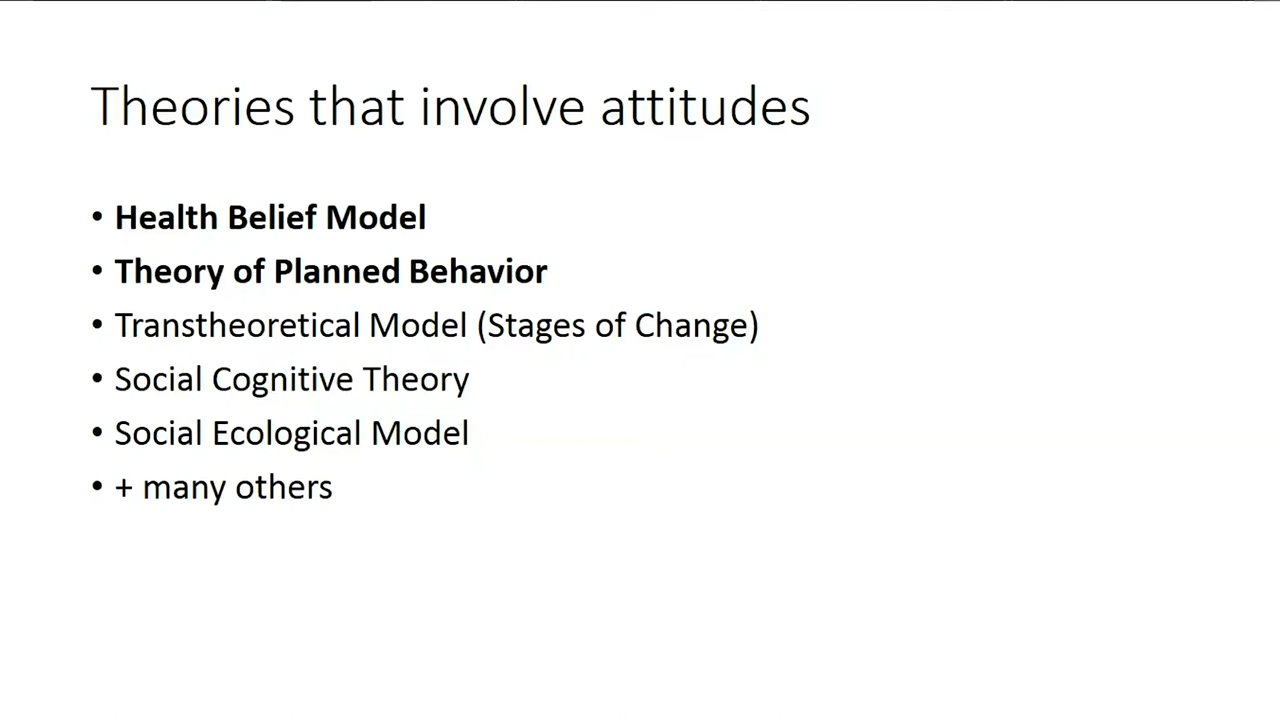 Theories that involve attitudes
• Health Belief Model
• Theory of Planned Behavior
• Transtheoretical Model (Stages of Change)
• Social Cognitive Theory
• Social Ecological Model
• + many others